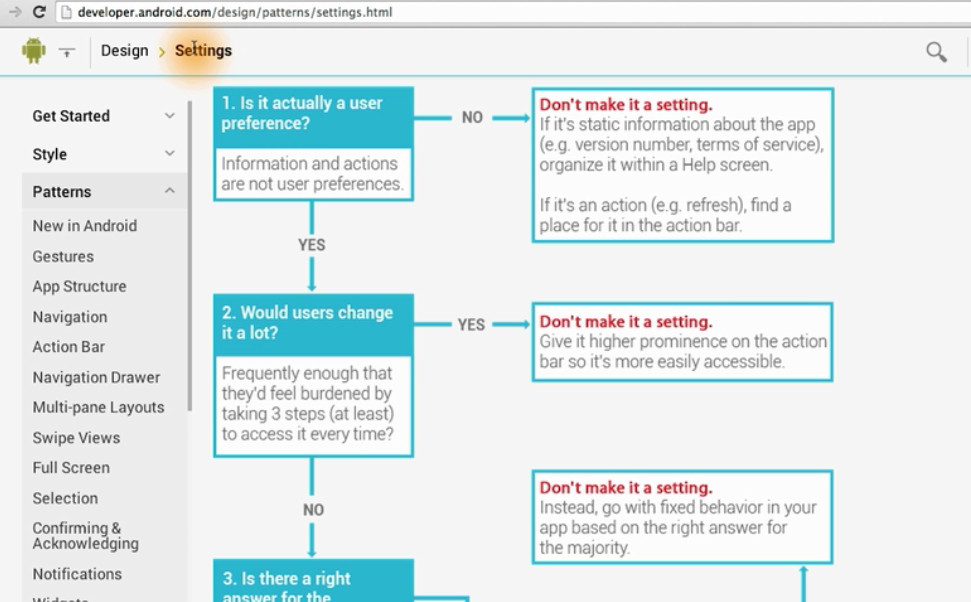 developer.android.com/design/patterns/settings.html
Design > Settings
Get Started
Style
Patterns
New in Android
Gestures
App Structure
Navigation
Action Bar
Navigation Drawer
Multi-pane Layouts
Swipe Views
Full Screen
Selection
Confirming &
Acknowledging
Notifications
Widgets
1. Is it actually a user
preference?
Information and actions
are not user preferences.
NO
Don't make it a setting.
If it's static information about the app
(e.g. version number, terms of service),
organize it within a Help screen.
If it's an action (e.g. refresh), find a
place for it in the action bar.
YES
2. Would users change
it a lot?
Frequently enough that
they'd feel burdened by
taking 3 steps (at least)
to access it every time?
YES
Don't make it a setting.
Give it higher prominence on the action
bar so it's more easily accessible.
NO
Don't make it a setting.
Instead, go with fixed behavior in your
app based on the right answer for
the majority.
3. Is there a right
answer for the